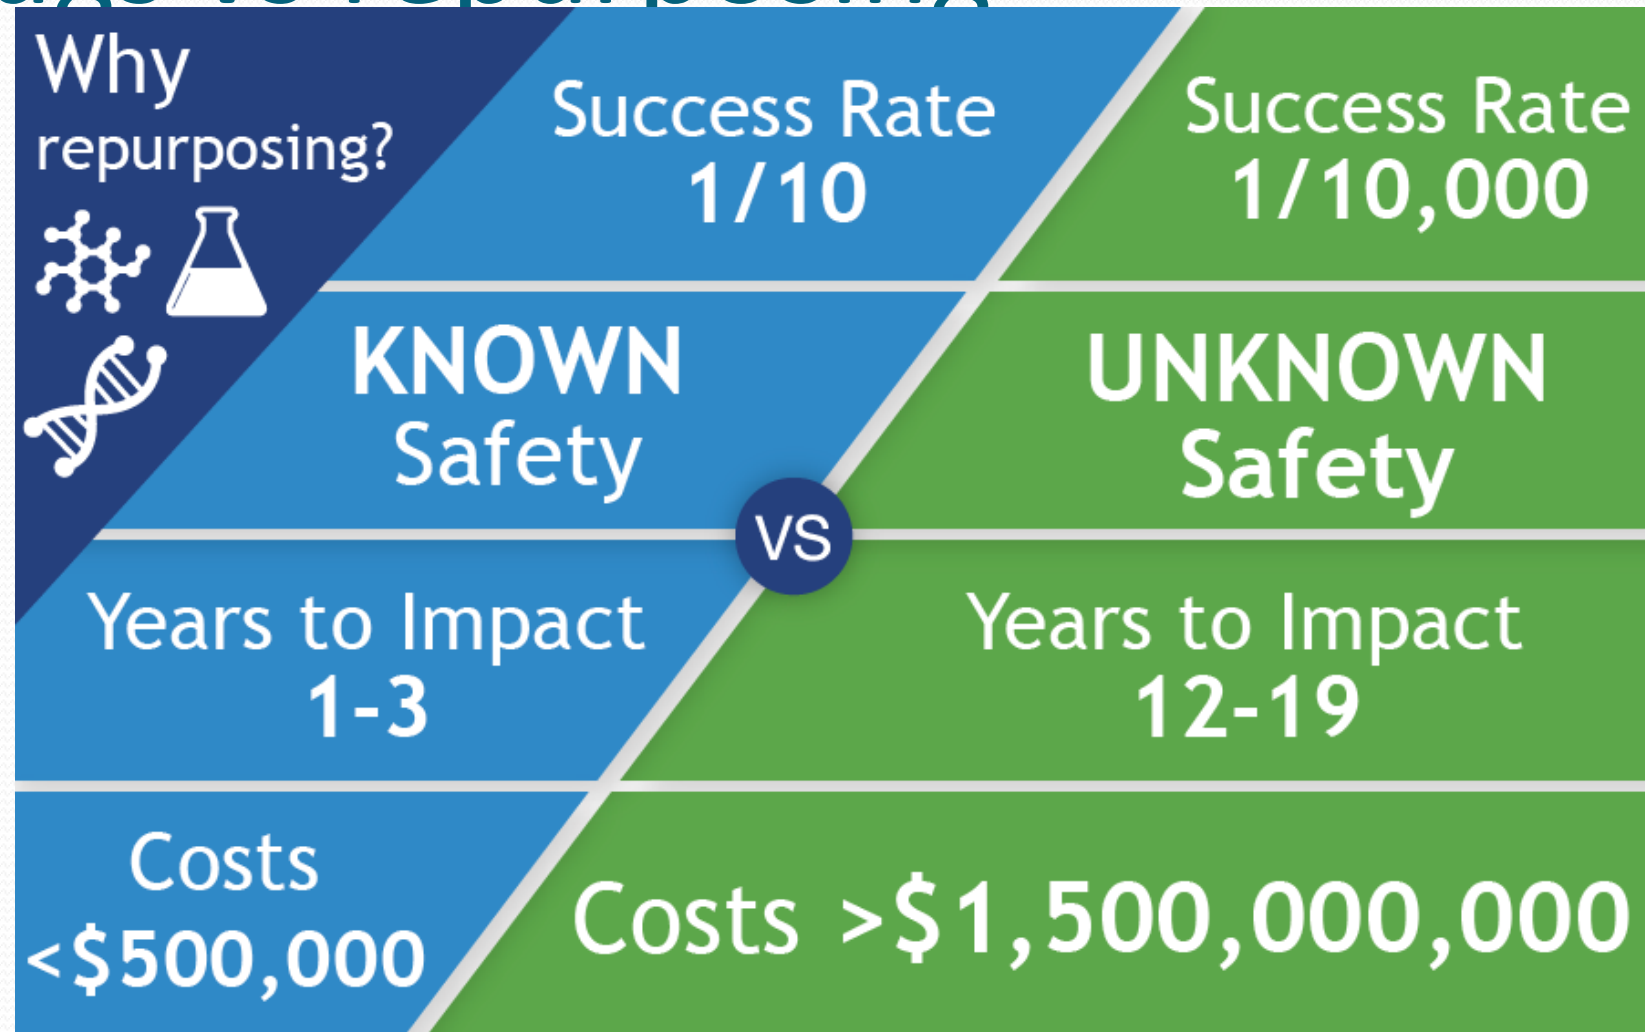 repurposing
Why
repurposing?
Success Rate
1/10
Success Rate
1/10,000
KNOWN
Safety
UNKNOWN
Safety
VS
Years to Impact
1-3
Years to Impact
12-19
Costs
<$500,000
Costs >$1,500,000,000